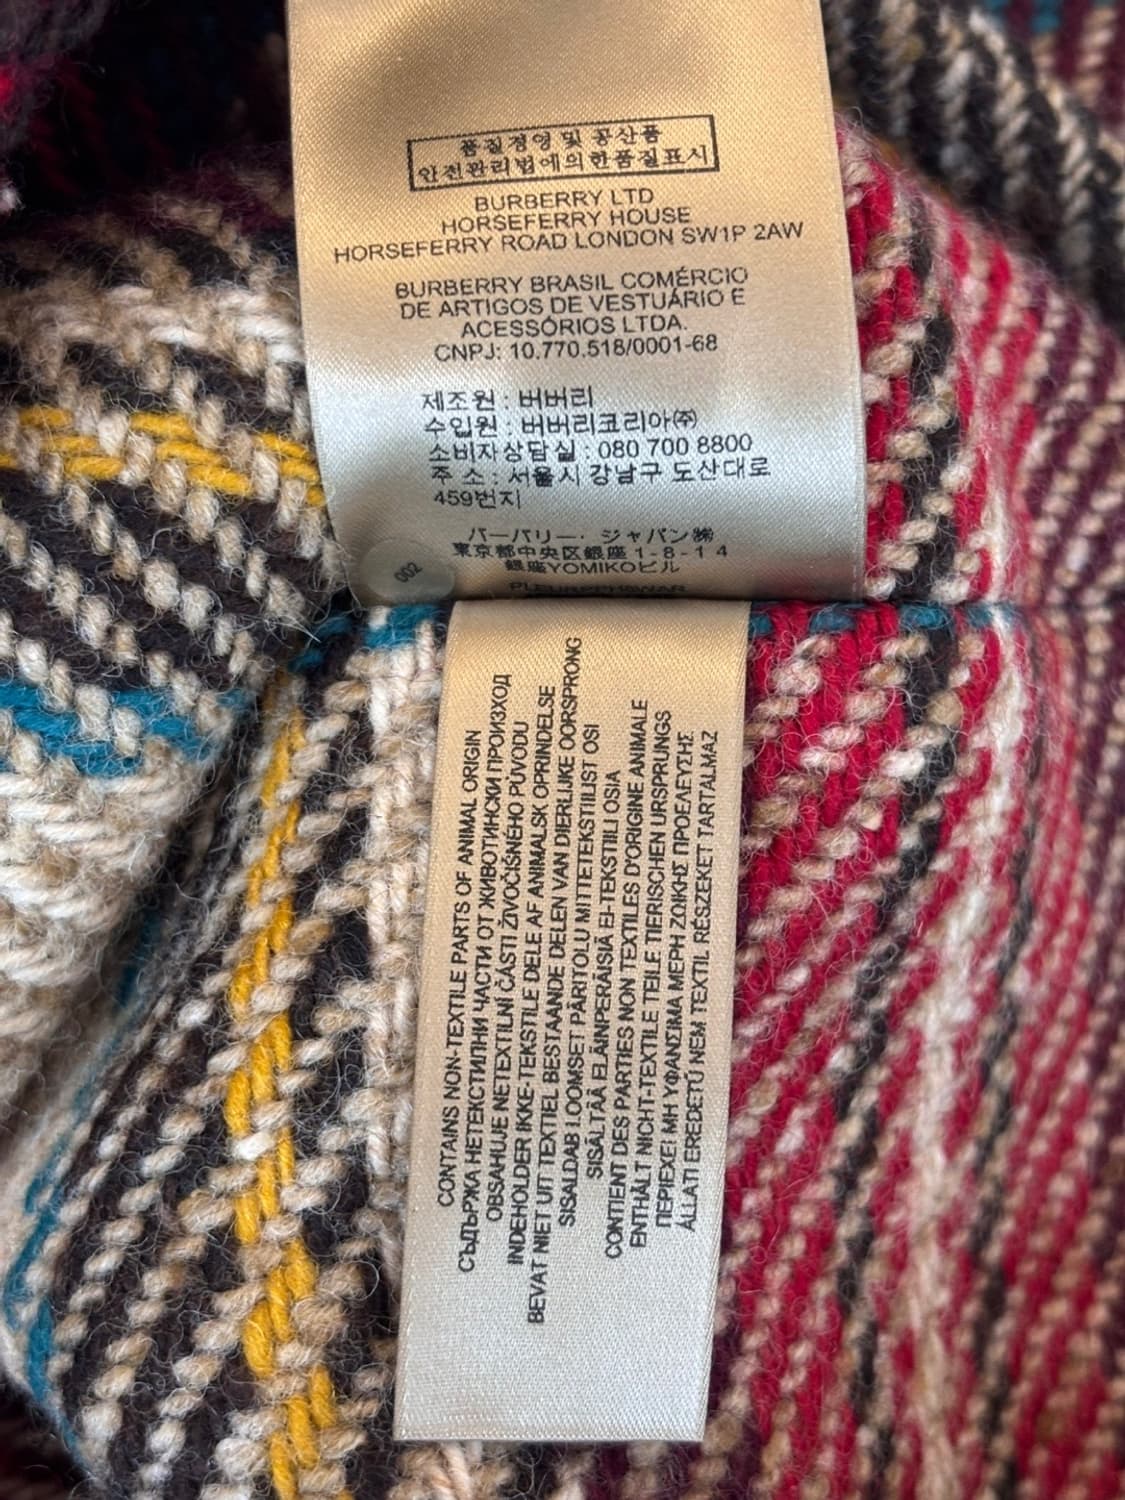 품질경영 및 공산품
안전관리법에의한품질표시
BURBERRY LTD
HORSEFERRY HOUSE
HORSEFERRY ROAD LONDON SW1P 2AW
BURBERRY BRASIL COMÉRCIO
DE ARTIGOS DE VESTUÁRIO E
ACESSÓRIOS LTDA.
CNPJ: 10.770.518/0001-68
제조원 : 버버리
수입원 : 버버리코리아㈜
소비자상담실 : 080 700 8800
주 소 : 서울시 강남구 도산대로
459번지
バーバリー・ジャパン㈱
東京都中央区銀座1-8-14
銀座YOMIKOビル
002
CONTAINS NON-TEXTILE PARTS OF ANIMAL ORIGIN
СЪДЪРЖА НЕТЕКСТИЛНИ ЧАСТИ ОТ ЖИВОТИНСКИ ПРОИЗХОД
OBSAHUJE NETEXTILNÍ ČÁSTI ŽIVOČIŠNÉHO PŮVODU
INDEHOLDER IKKE-TEKSTILE DELE AF ANIMALSK OPRINDELSE
BEVAT NIET UIT TEXTIEL BESTAANDE DELEN VAN DIERLIJKE OORSPRONG
SISALDAB LOOMSET PÄRITOLU MITTETEKSTIILIST OSI
SISÄLTÄÄ ELÄINPERÄISIÄ EI-TEKSTIILI OSIA
CONTIENT DES PARTIES NON TEXTILES D'ORIGINE ANIMALE
ENTHÄLT NICHT-TEXTILE TEILE TIERISCHEN URSPRUNGS
ΠΕΡΙΕΧΕΙ ΜΗ ΥΦΑΝΣΙΜΑ ΜΕΡΗ ΖΩΙΚΗΣ ΠΡΟΕΛΕΥΣΗΣ
ÁLLATI EREDETŰ NEM TEXTIL RÉSZEKET TARTALMAZ